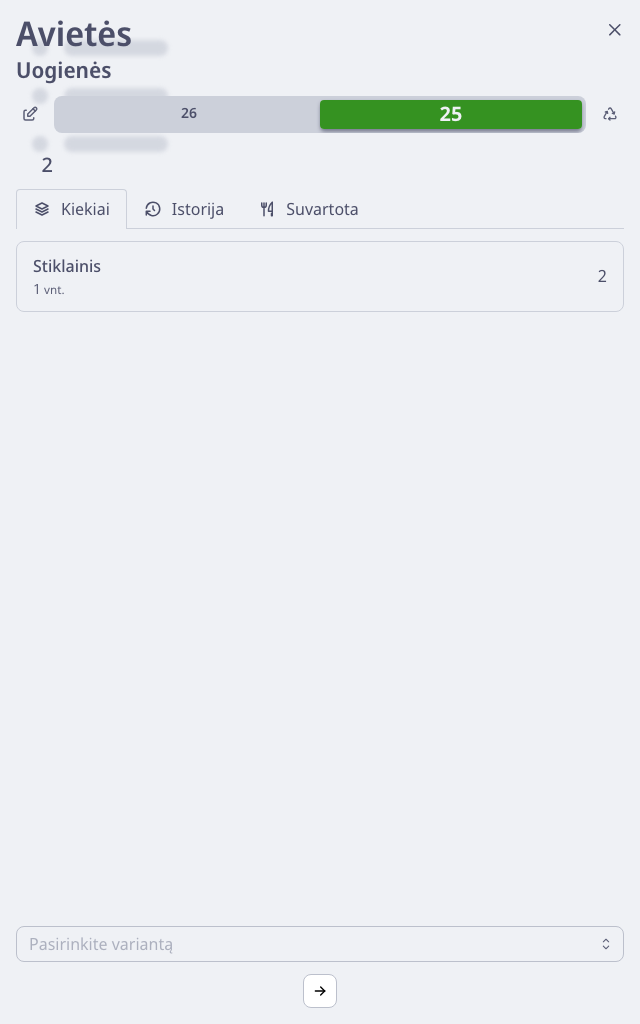 Avietės
Uogienės
26
25
2
Kiekiai
Istorija
Suvartota
Stiklainis
1 vnt.
2
Pasirinkite variantą